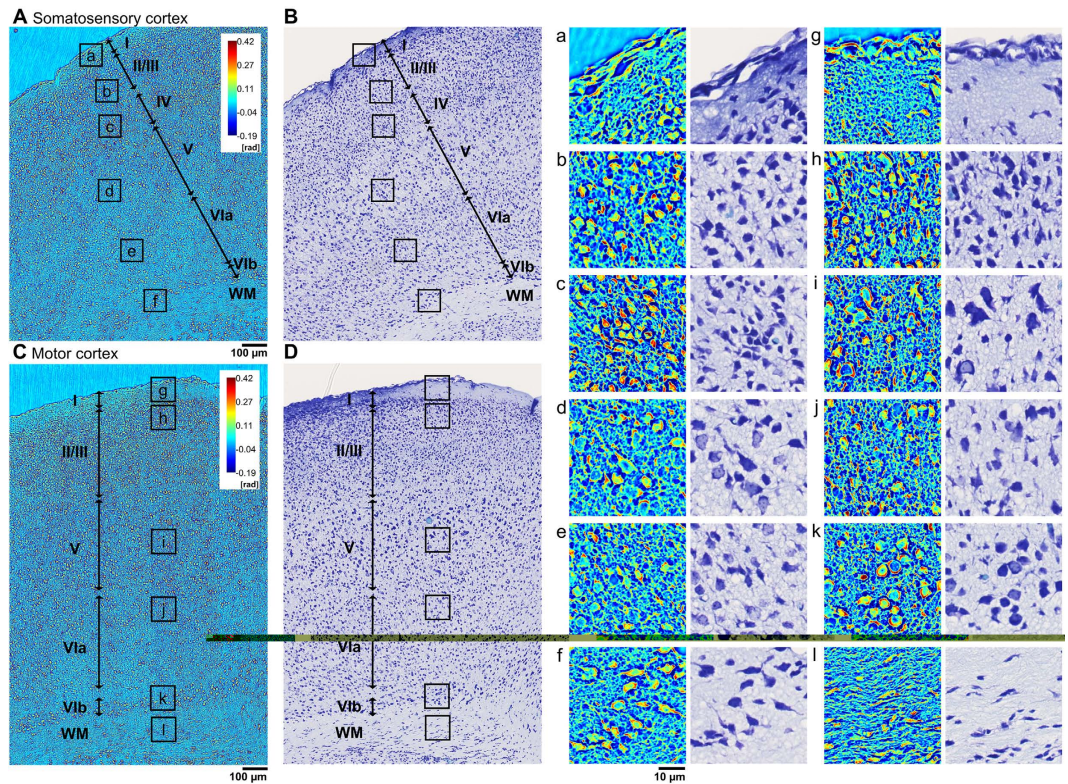 A Somatosensory cortex
B
I
II/III
IV
V
VIa
VIb
WM
a
b
c
d
e
f
0.42
0.27
0.11
-0.04
-0.19
[rad]
100 µm
I
II/III
IV
V
VIa
VIb
WM
C Motor cortex
D
I
II/III
V
VIa
VIb
WM
g
h
i
j
k
l
0.42
0.27
0.11
-0.04
-0.19
[rad]
100 µm
I
II/III
V
VIa
VIb
WM
a
g
b
h
c
i
d
j
e
k
f
l
10 µm